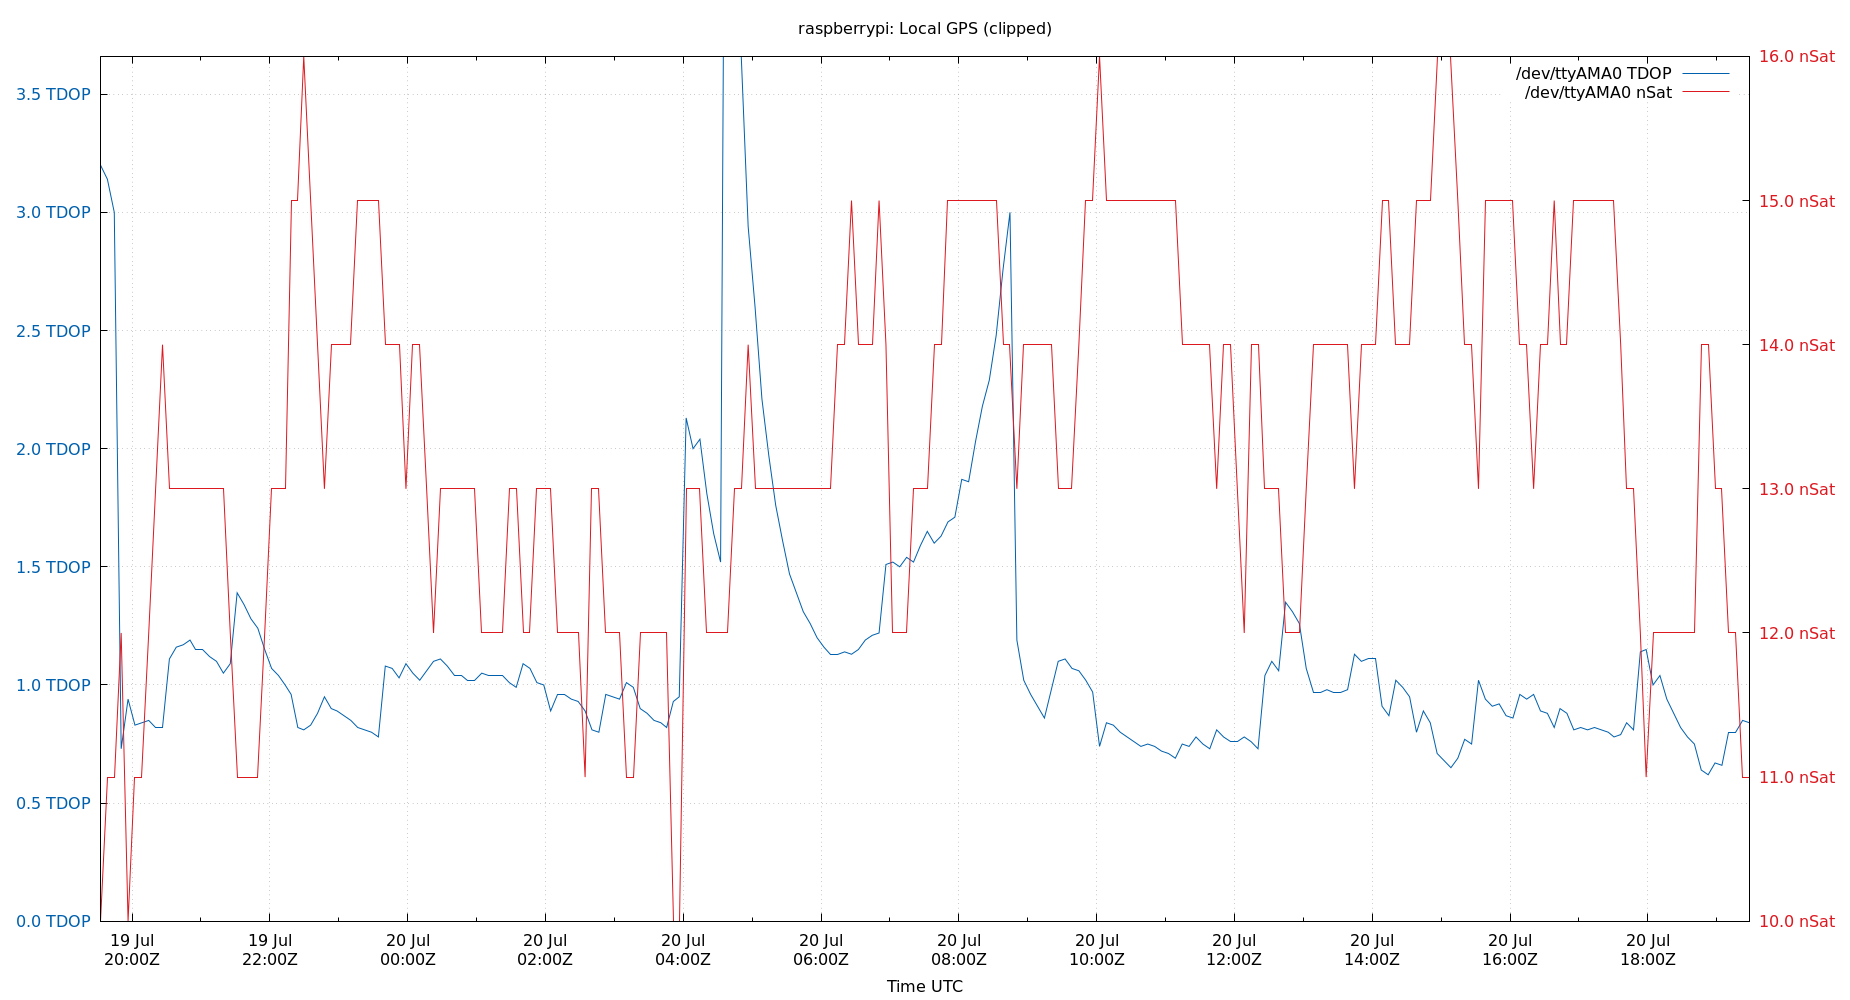 raspberrypi: Local GPS (clipped)
/dev/ttyAMA0 TDOP
/dev/ttyAMA0 nSat
3.5 TDOP
3.0 TDOP
2.5 TDOP
2.0 TDOP
1.5 TDOP
1.0 TDOP
0.5 TDOP
0.0 TDOP
16.0 nSat
15.0 nSat
14.0 nSat
13.0 nSat
12.0 nSat
11.0 nSat
10.0 nSat
19 Jul
20:00Z
19 Jul
22:00Z
20 Jul
00:00Z
20 Jul
02:00Z
20 Jul
04:00Z
20 Jul
06:00Z
20 Jul
08:00Z
20 Jul
10:00Z
20 Jul
12:00Z
20 Jul
14:00Z
20 Jul
16:00Z
20 Jul
18:00Z
Time UTC